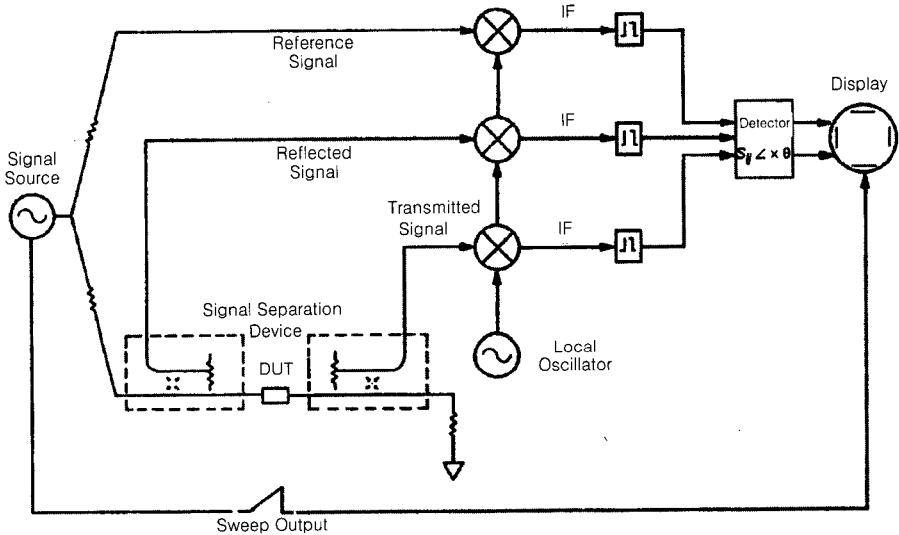 IF
Reference
Signal
Display
IF
Detector
Signal
Source
Reflected
Signal
S_ij ∠ × θ
Transmitted
Signal
IF
Signal Separation
Device
DUT
Local
Oscillator
Sweep Output